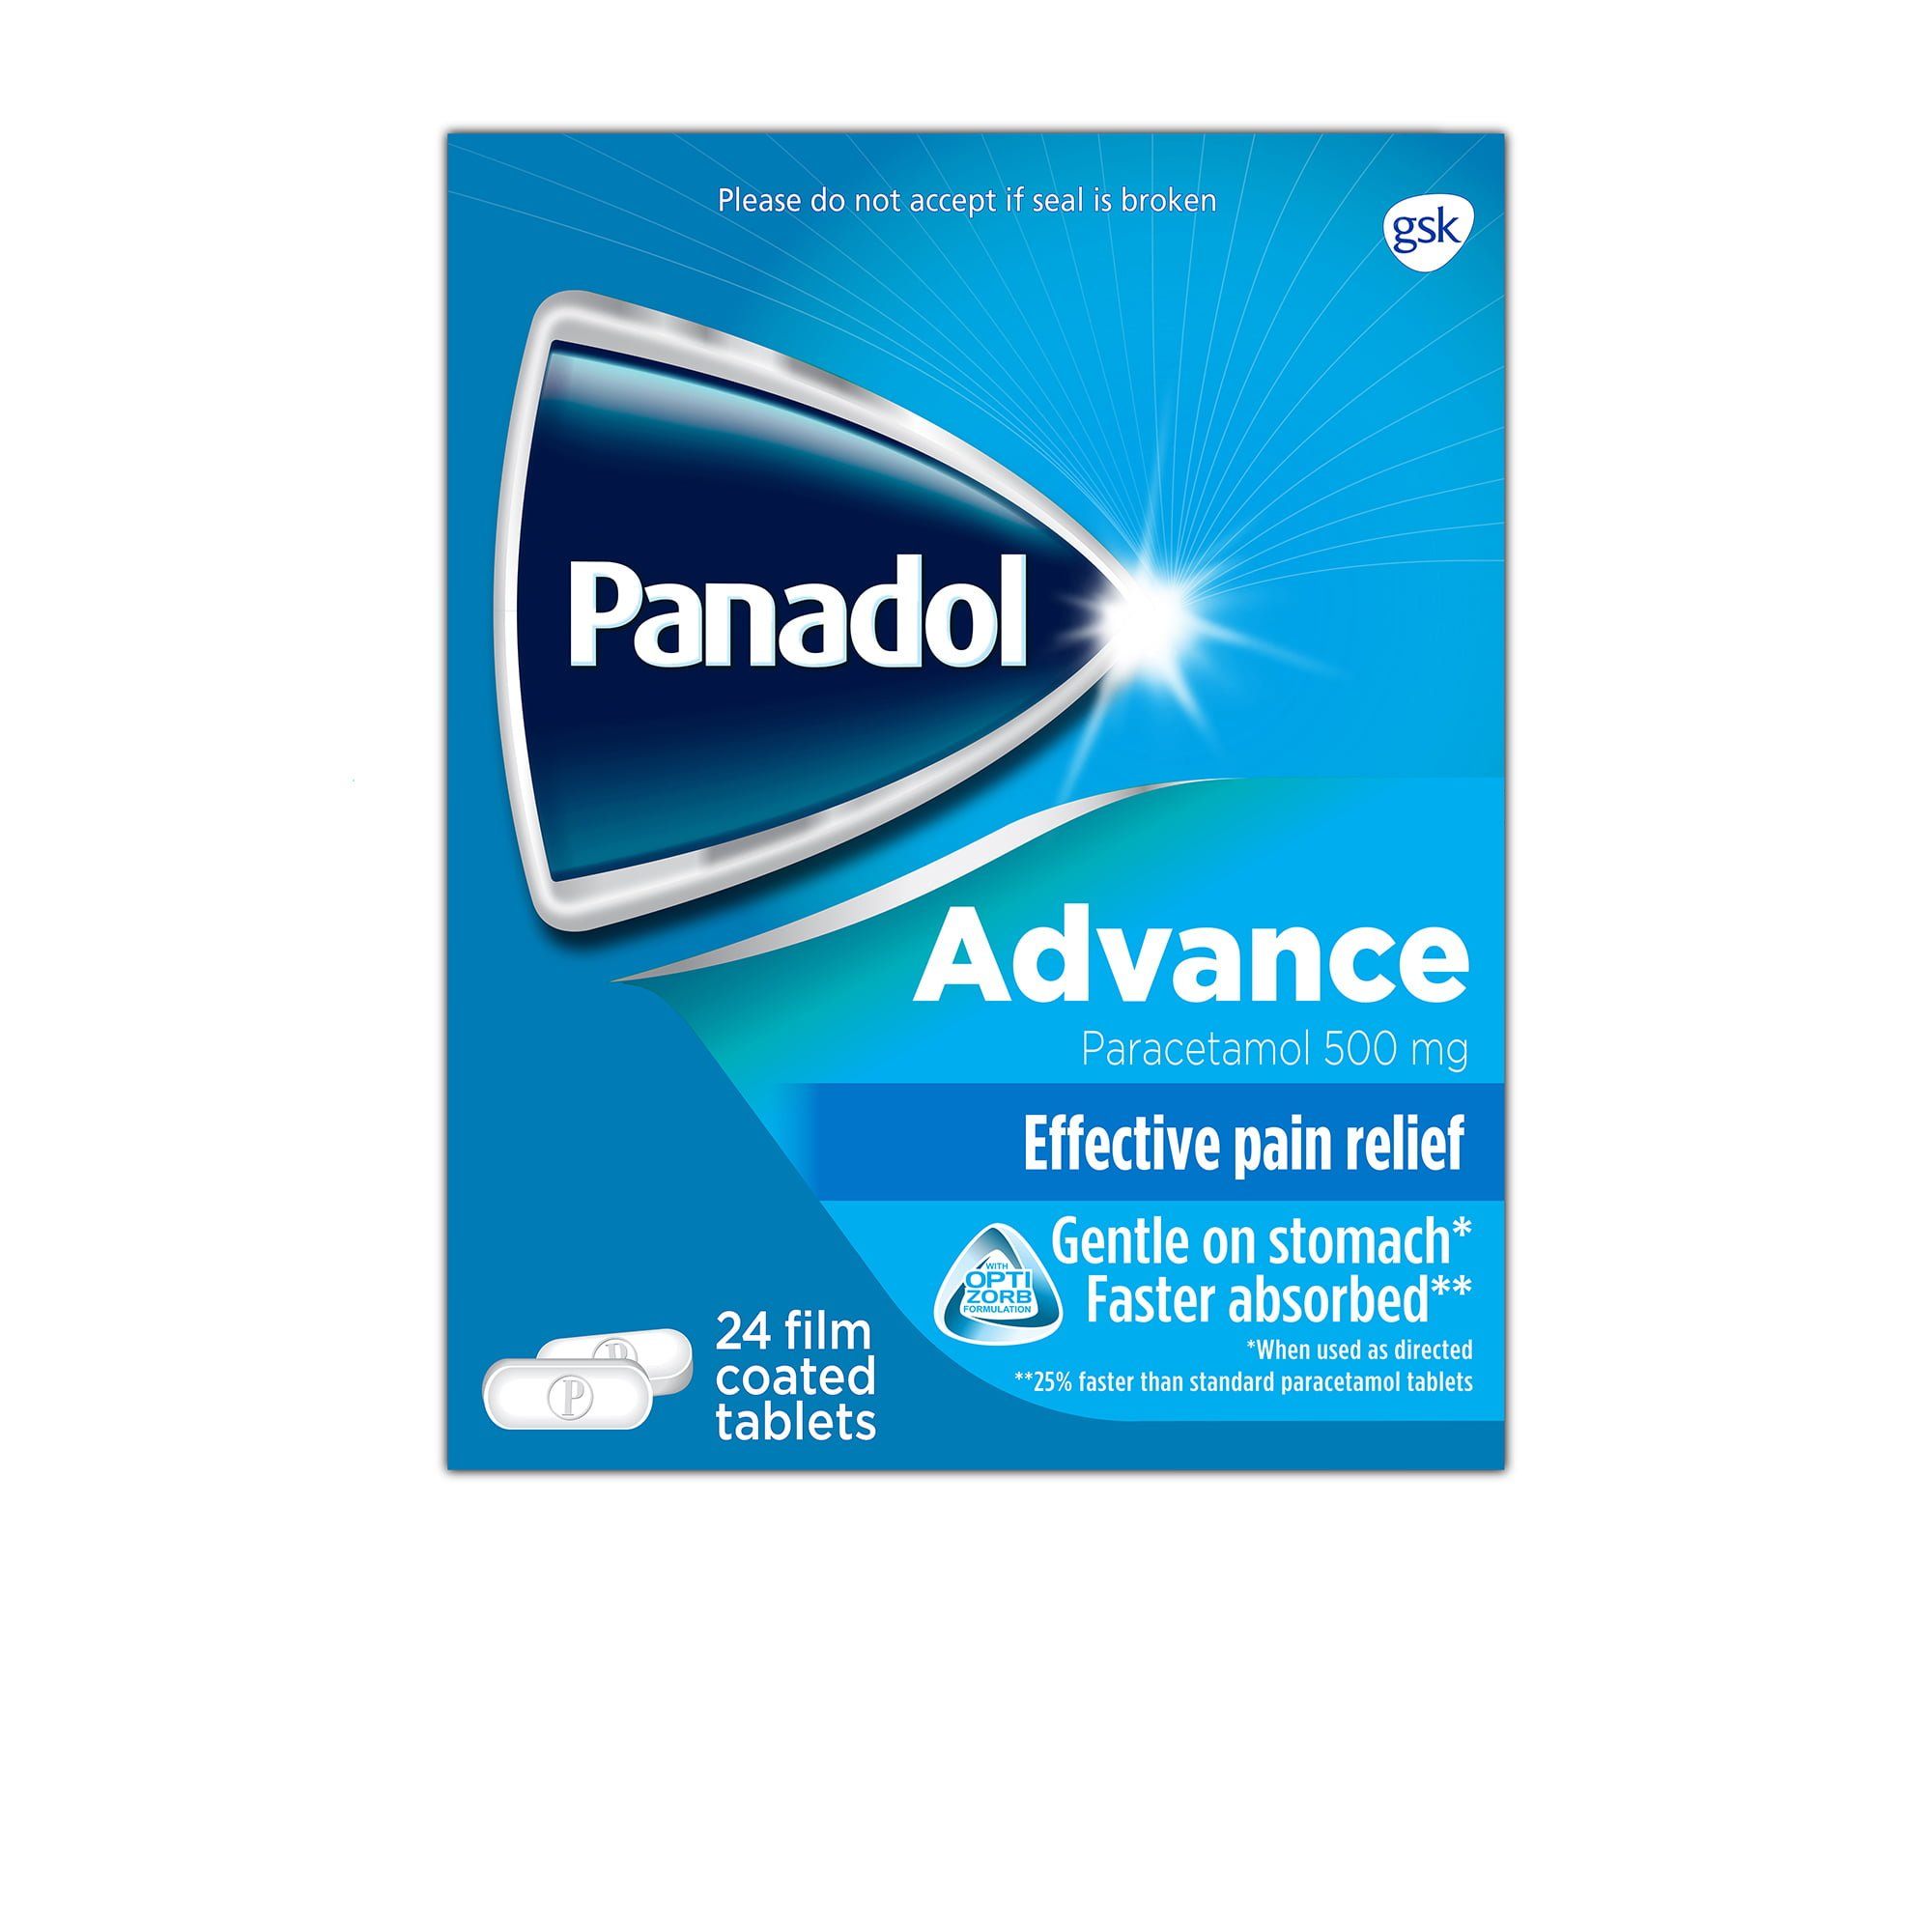 Please do not accept if seal is broken
gsk
Panadol
Advance
Paracetamol 500 mg
Effective pain relief
Gentle on stomach*
Faster absorbed**
WITH
OPTI
ZORB
FORMULATION
*When used as directed
**25% faster than standard paracetamol tablets
24 film
coated
tablets
P
P